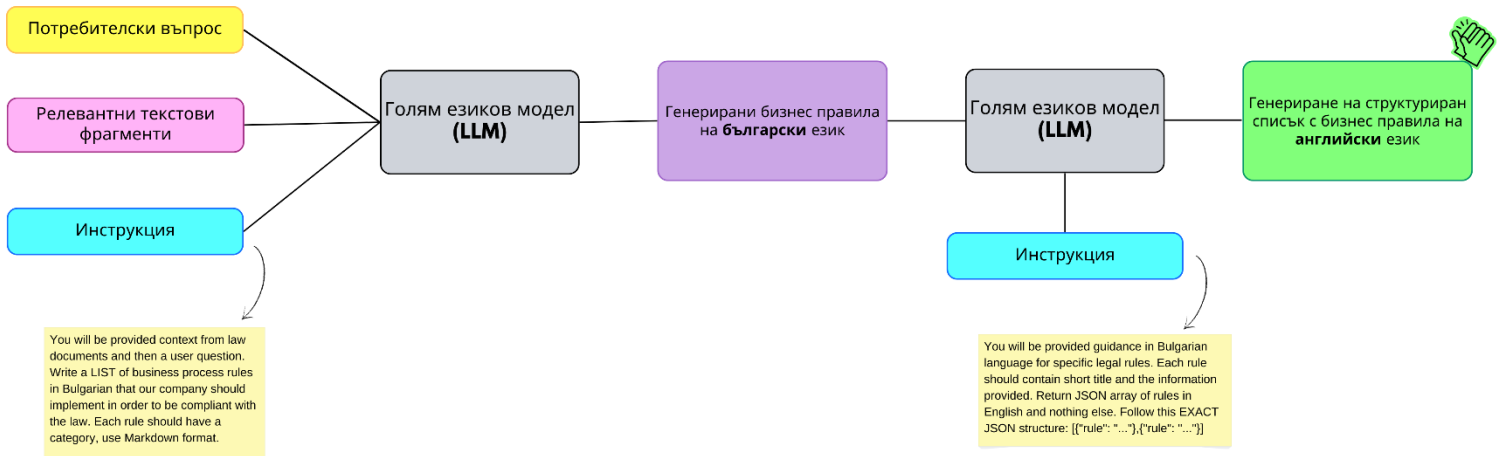 Потребителски въпрос
Релевантни текстови
фрагменти
Инструкция
You will be provided context from law
documents and then a user question.
Write a LIST of business process rules
in Bulgarian that our company should
implement in order to be compliant with
the law. Each rule should have a
category, use Markdown format.
Голям езиков модел
(LLM)
Генерирани бизнес правила
на български език
Голям езиков модел
(LLM)
Инструкция
You will be provided guidance in Bulgarian
language for specific legal rules. Each rule
should contain short title and the information
provided. Return JSON array of rules in
English and nothing else. Follow this EXACT
JSON structure: [{"rule": "..."},{"rule": "..."}]
Генериране на структуриран
списък с бизнес правила на
английски език